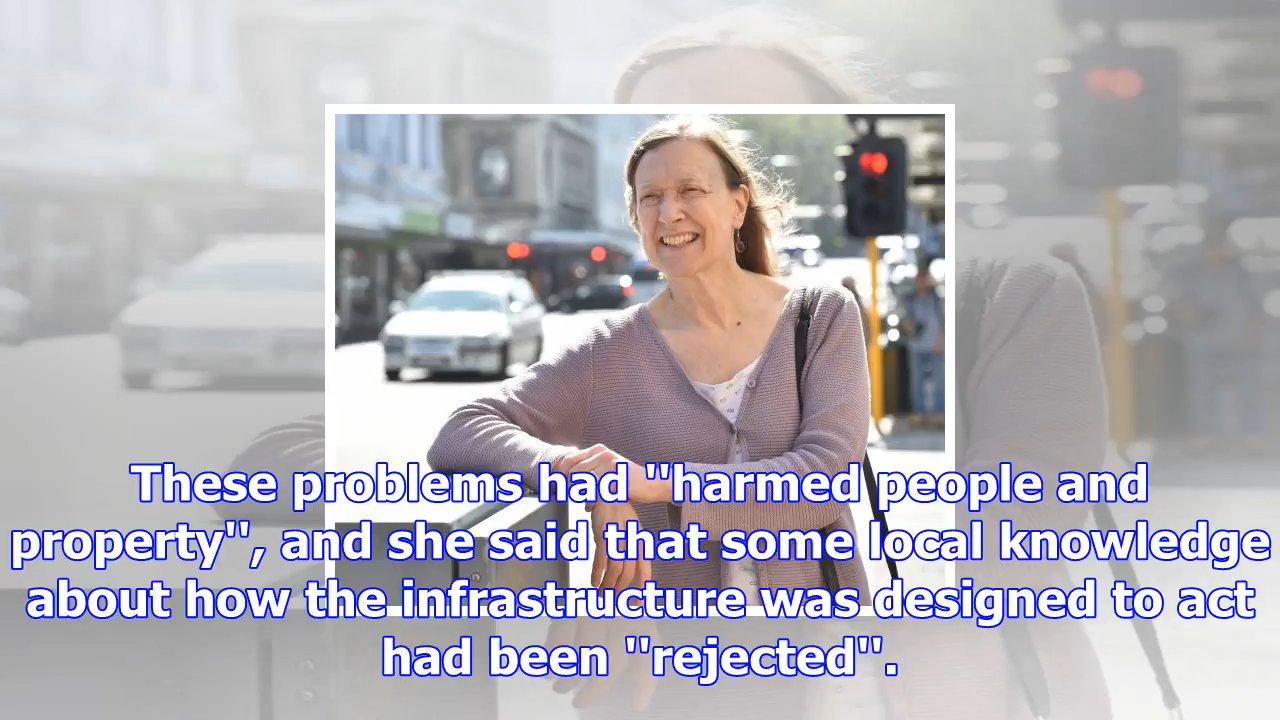 These problems had "harmed people and
property", and she said that some local knowledge
about how the infrastructure was designed to act
had been "rejected".